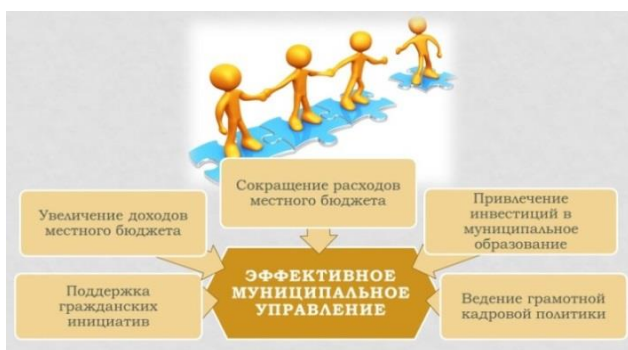 Сокращение расходов
местного бюджета
Увеличение доходов
местного бюджета
Привлечение
инвестиций в
муниципальное
образование
ЭФФЕКТИВНОЕ
МУНИЦИПАЛЬНОЕ
УПРАВЛЕНИЕ
Поддержка
гражданских
инициатив
Ведение грамотной
кадровой политики